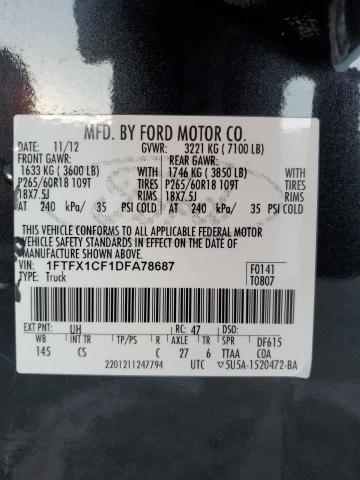 MFD. BY FORD MOTOR CO.
DATE: 11/12 GVWR: 3221 KG ( 7100 LB)
FRONT GAWR: REAR GAWR:
1633 KG ( 3600 LB) WITH 1746 KG ( 3850 LB) WITH
P265/60R18 109T TIRES P265/60R18 109T TIRES
18X7.5J RIMS 18X7.5J RIMS
AT 240 kPa/ 35 PSI COLD AT 240 kPa/ 35 PSI COLD
THIS VEHICLE CONFORMS TO ALL APPLICABLE FEDERAL MOTOR
VEHICLE SAFETY STANDARDS IN EFFECT ON THE DATE OF
MANUFACTURE SHOWN ABOVE.
VIN: 1FTFX1CF1DFA78687
TYPE: Truck
F0141
T0807
EXT PNT: UH RC: 47 DF615
WB INT TR TP/PS R AXLE TR SPR
145 CS C 27 6 TTAA COA
2201211247794 UTC ▽5U5A-1520472-BA